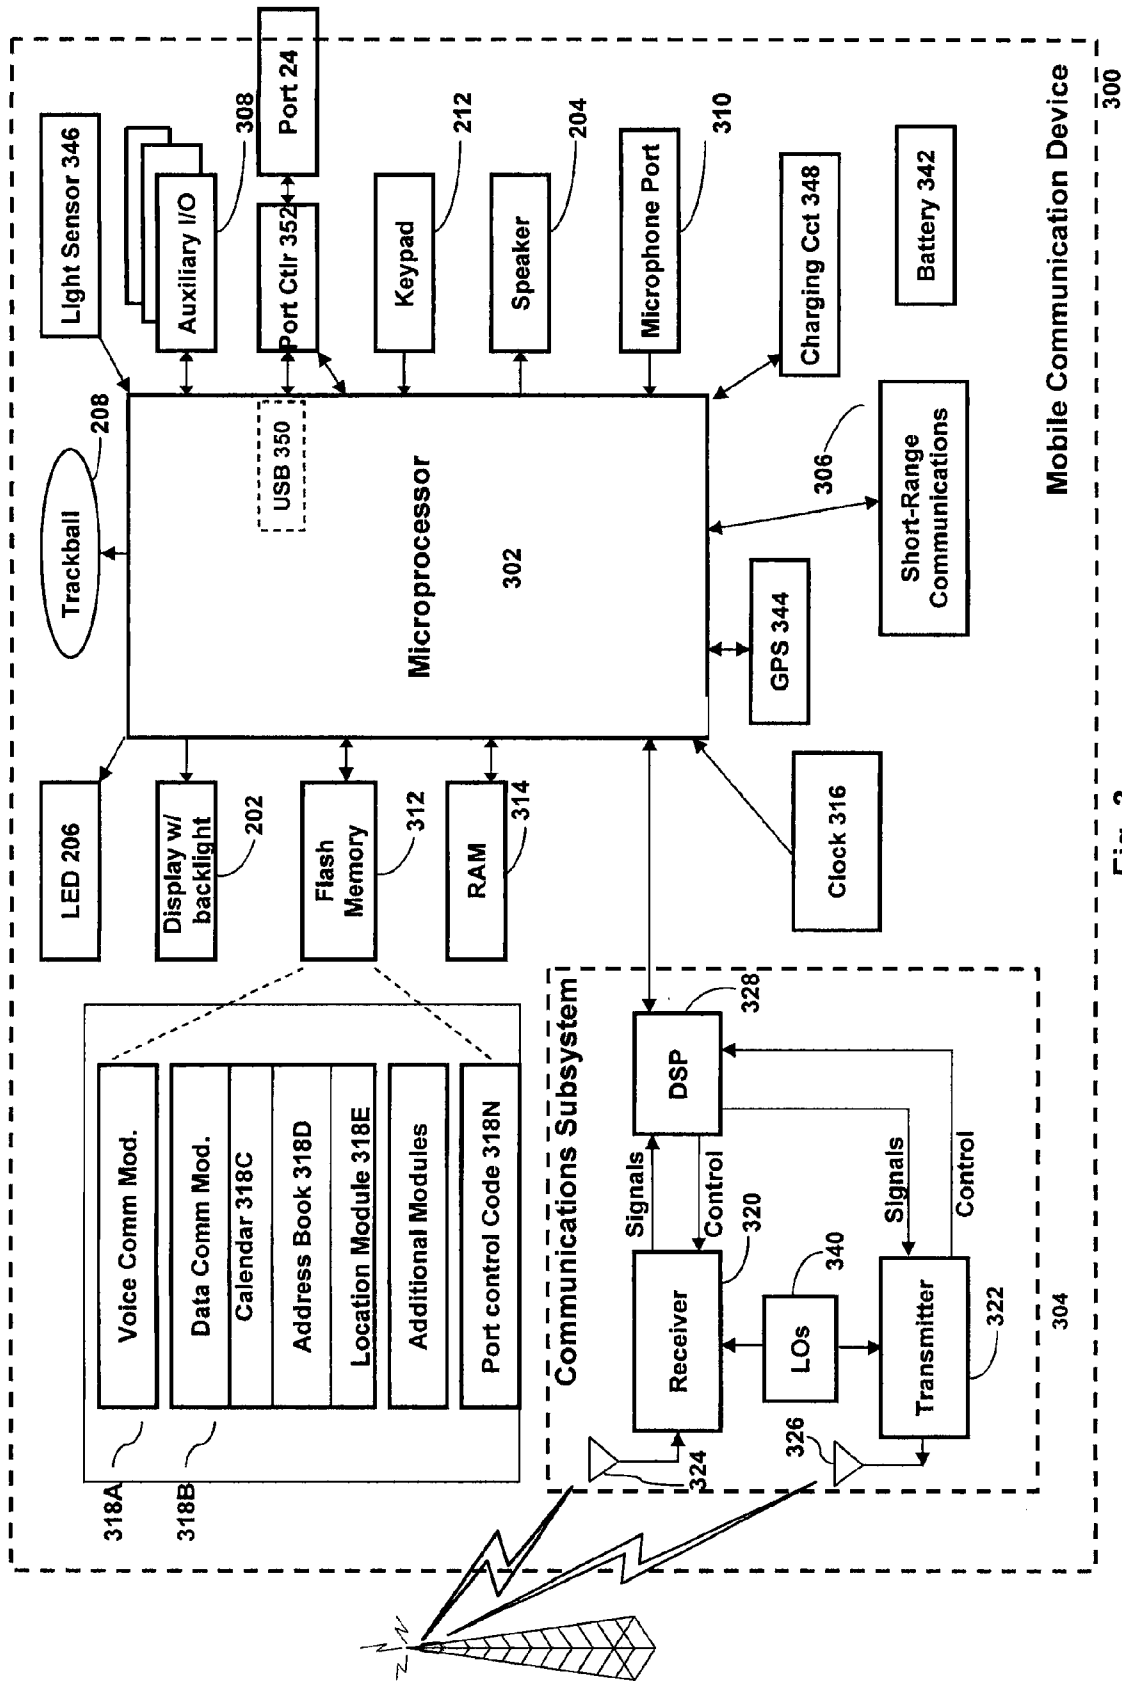 LED 206
Trackball
208
Light Sensor 346
Display w/
backlight
202
Auxiliary I/O
308
Flash
Memory
312
USB 350
Port Ctlr 352
Port 24
RAM
314
Microprocessor
302
Keypad
212
Speaker
204
Microphone Port
310
318A
Voice Comm Mod.
318B
Data Comm Mod.
Calendar 318C
Address Book 318D
Location Module 318E
Additional Modules
Port control Code 318N
Communications Subsystem
324
Receiver
320
Signals
Control
DSP
328
LOs
340
326
Transmitter
322
Signals
Control
304
Clock 316
GPS 344
306
Short-Range
Communications
Charging Cct 348
Battery 342
Mobile Communication Device
300